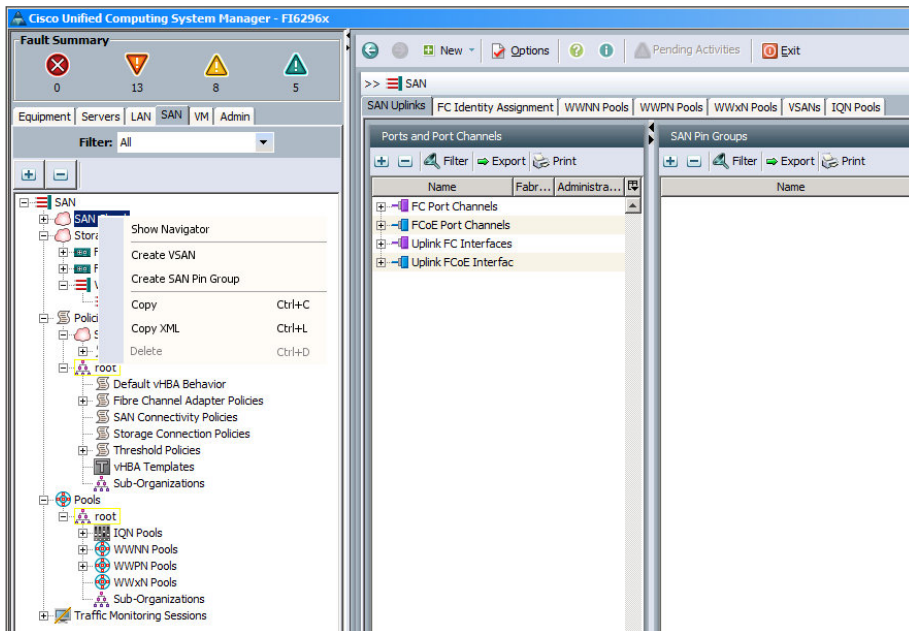 Cisco Unified Computing System Manager - FI6296x
Fault Summary
0 13 8 5
New Options Pending Activities Exit
>> SAN
Equipment Servers LAN SAN VM Admin
Filter: All
SAN Uplinks FC Identity Assignment WWNN Pools WWPN Pools WWxN Pools VSANs IQN Pools
Ports and Port Channels
Filter Export Print
Name Fabr... Administra...
FC Port Channels
FCoE Port Channels
Uplink FC Interfaces
Uplink FCoE Interfac
SAN Pin Groups
Filter Export Print
Name
SAN
SAN
Stora
Show Navigator
Create VSAN
Create SAN Pin Group
Copy Ctrl+C
Copy XML Ctrl+L
Delete Ctrl+D
F
F
V
Polici
S
root
Default vHBA Behavior
Fibre Channel Adapter Policies
SAN Connectivity Policies
Storage Connection Policies
Threshold Policies
vHBA Templates
Sub-Organizations
Pools
root
IQN Pools
WWNN Pools
WWPN Pools
WWxN Pools
Sub-Organizations
Traffic Monitoring Sessions